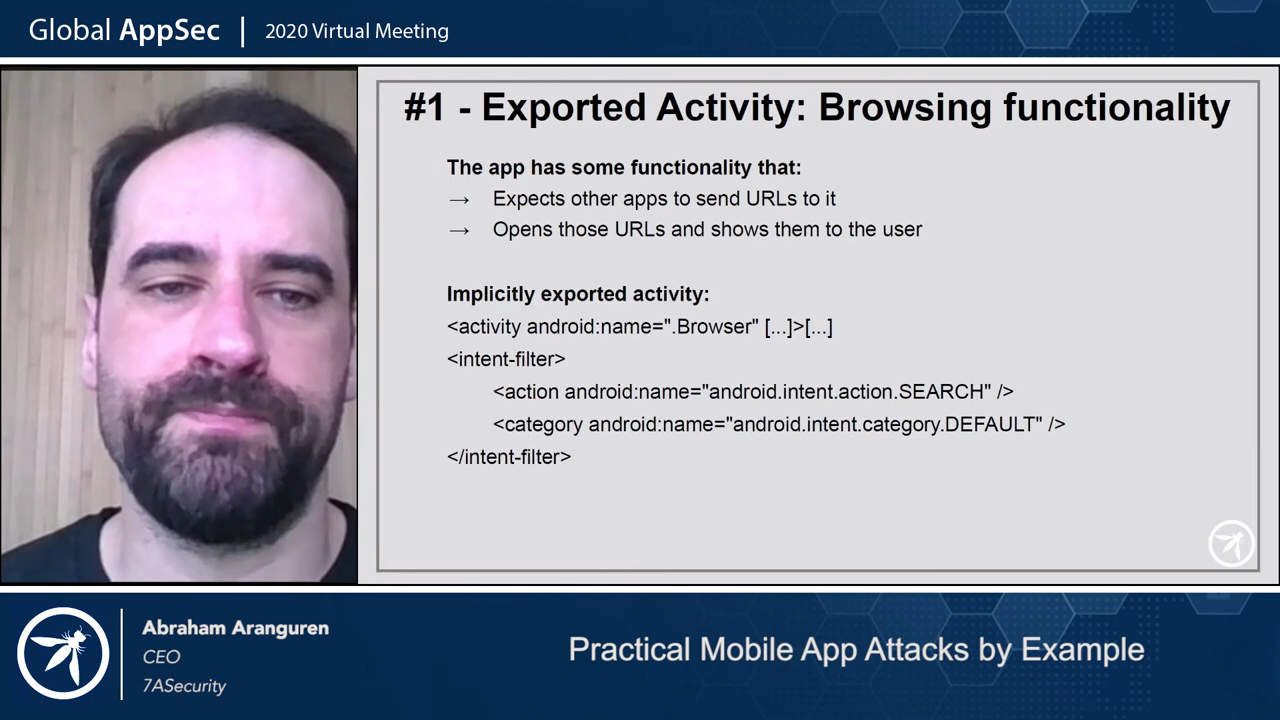 Global AppSec | 2020 Virtual Meeting
#1 - Exported Activity: Browsing functionality
The app has some functionality that:
→ Expects other apps to send URLs to it
→ Opens those URLs and shows them to the user
Implicitly exported activity:
<activity android:name=".Browser" [...]>[...]
<intent-filter>
<action android:name="android.intent.action.SEARCH" />
<category android:name="android.intent.category.DEFAULT" />
</intent-filter>
Abraham Aranguren
CEO
7ASecurity
Practical Mobile App Attacks by Example